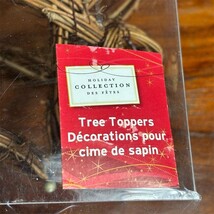 HOLIDAY
COLLECTION
DES FÊTES
Tree Toppers
Décorations pour
cime de sapin